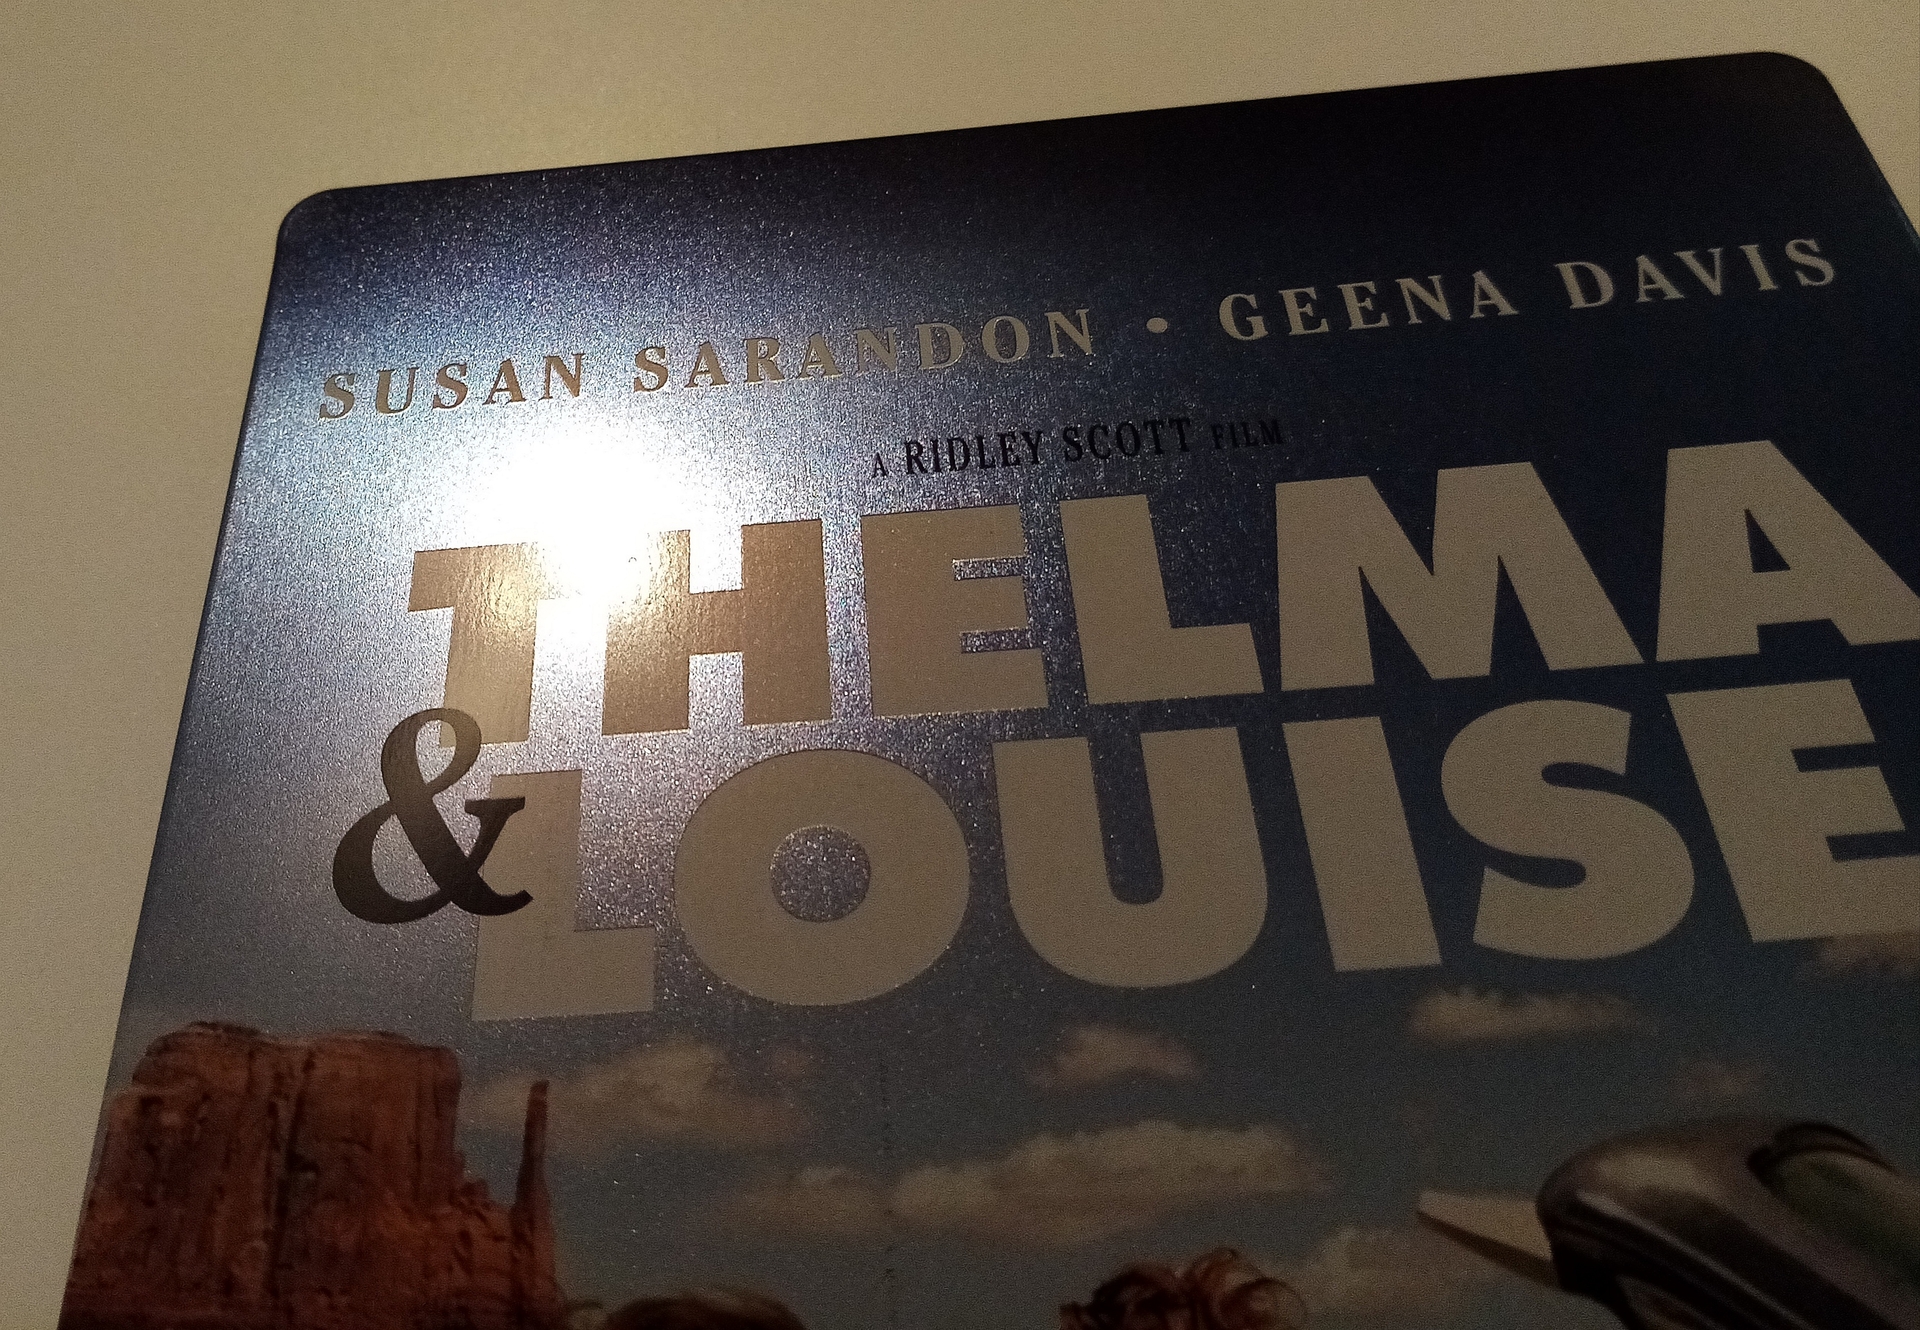 SUSAN SARANDON • GEENA DAVIS
A RIDLEY SCOTT FILM
THELMA
& LOUISE